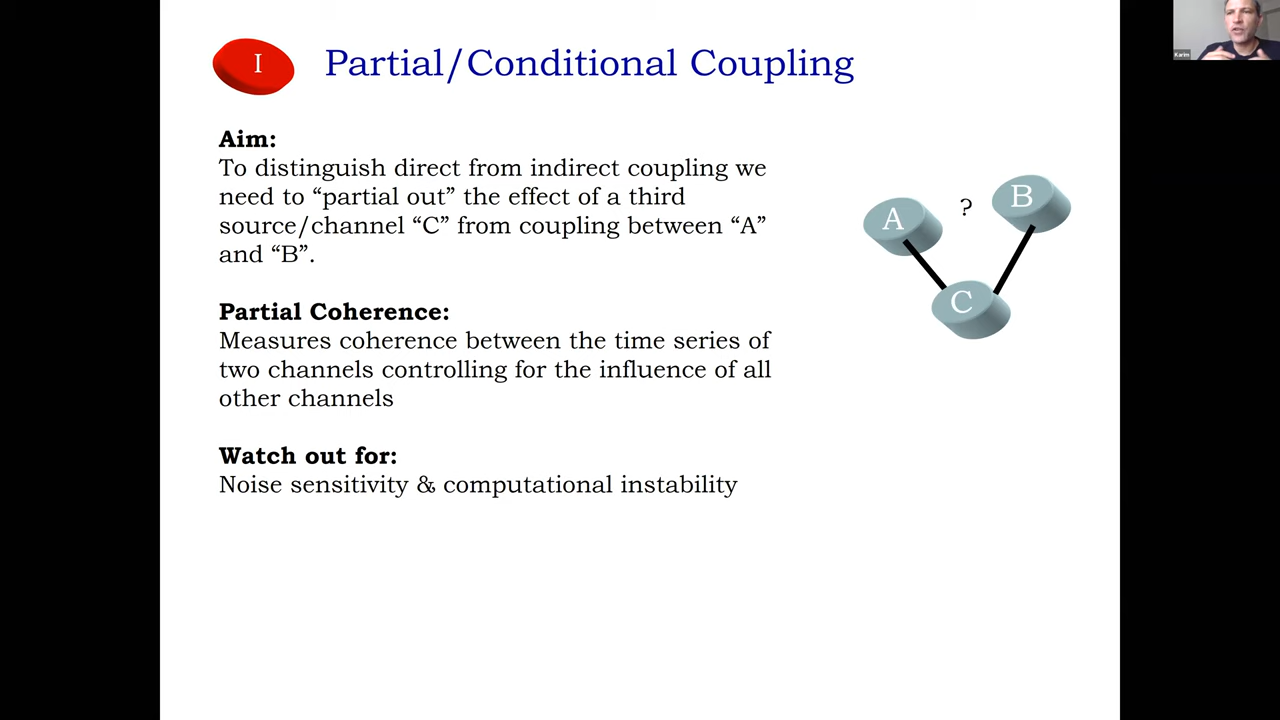 I
Partial/Conditional Coupling
Karim
Aim:
To distinguish direct from indirect coupling we
need to “partial out” the effect of a third
source/channel “C” from coupling between “A”
and “B”.
A
?
B
C
Partial Coherence:
Measures coherence between the time series of
two channels controlling for the influence of all
other channels
Watch out for:
Noise sensitivity & computational instability